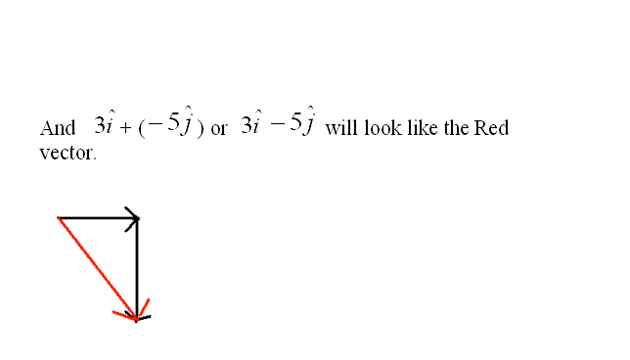 And 3î + (−5ĵ) or 3î − 5ĵ will look like the Red
vector.